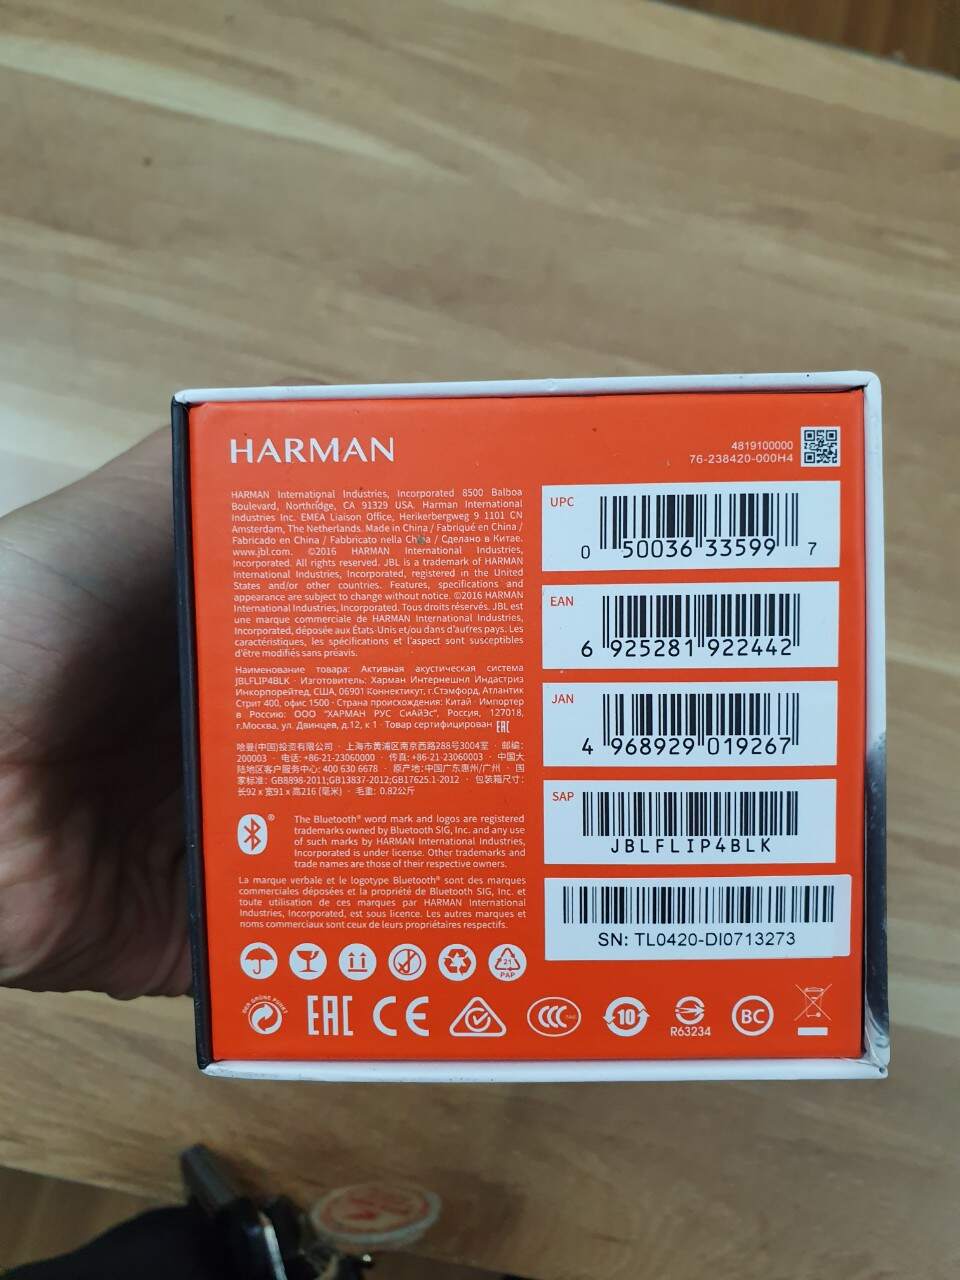 HARMAN
4819100000
76-238420-000H4
HARMAN International Industries, Incorporated 8500 Balboa
Boulevard, Northridge, CA 91329 USA. Harman International
Industries Inc. EMEA Liaison Office, Herikerbergweg 9 1101 CN
Amsterdam, The Netherlands. Made in China / Fabriqué en China /
Fabricado en China / Fabbricato nella China / Сделано в Китае.
www.jbl.com. ©2016 HARMAN International Industries,
Incorporated. All rights reserved. JBL is a trademark of HARMAN
International Industries, Incorporated, registered in the United
States and/or other countries. Features, specifications and
appearance are subject to change without notice. ©2016 HARMAN
International Industries, Incorporated. Tous droits réservés. JBL est
une marque commerciale de HARMAN International Industries,
Incorporated, déposée aux États-Unis et/ou dans d'autres pays. Les
caractéristiques, les spécifications et l'aspect sont susceptibles
d'être modifiés sans préavis.
Наименование товара: Активная акустическая система
JBLFLIP4BLK · Изготовитель: Харман Интернешнл Индастриз
Инкорпорейтед, США, 06901 Коннектикут, г.Стэмфорд, Атлантик
Стрит 400, офис 1500 · Страна происхождения: Китай · Импортер
в Россию: ООО "ХАРМАН РУС СиАйЭс", Россия, 127018,
г.Москва, ул. Двинцев, д.12, к 1 · Товар сертифицирован EAC
哈曼(中国)投资有限公司 · 上海市黄浦区南京西路288号3004室 · 邮编:
200003 · 电话: +86-21-23060000 · 传真: +86-21-23060003 · 中国大
陆地区客户服务中心: 400 630 6678 · 原产地:中国广东惠州/广州 · 国
家标准: GB8898-2011;GB13837-2012;GB17625.1-2012 · 包装箱尺寸:
长92 x 宽91 x 高216 (毫米) · 毛重: 0.82公斤
The Bluetooth® word mark and logos are registered
trademarks owned by Bluetooth SIG, Inc. and any use
of such marks by HARMAN International Industries,
Incorporated is under license. Other trademarks and
trade names are those of their respective owners.
La marque verbale et le logotype Bluetooth® sont des marques
commerciales déposées et la propriété de Bluetooth SIG, Inc. et
toute utilisation de ces marques par HARMAN International
Industries, Incorporated, est sous licence. Les autres marques et
noms commerciaux sont ceux de leurs propriétaires respectifs.
UPC
0 50036 33599 7
EAN
6 925281 922442
JAN
4 968929 019267
SAP
JBLFLIP4BLK
SN: TL0420-DI0713273
21
PAP
DER GRÜNE PUNKT
EAC CE CCC 10 R63234 BC